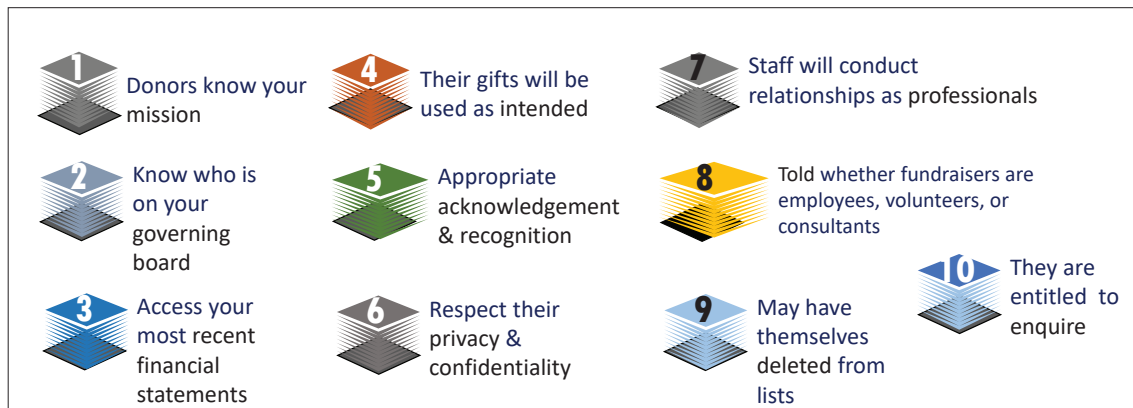 1
Donors know your
mission
2
Know who is
on your
governing
board
3
Access your
most recent
financial
statements
4
Their gifts will be
used as intended
5
Appropriate
acknowledgement
& recognition
6
Respect their
privacy &
confidentiality
7
Staff will conduct
relationships as professionals
8
Told whether fundraisers are
employees, volunteers, or
consultants
9
May have
themselves
deleted from
lists
10
They are
entitled to
enquire